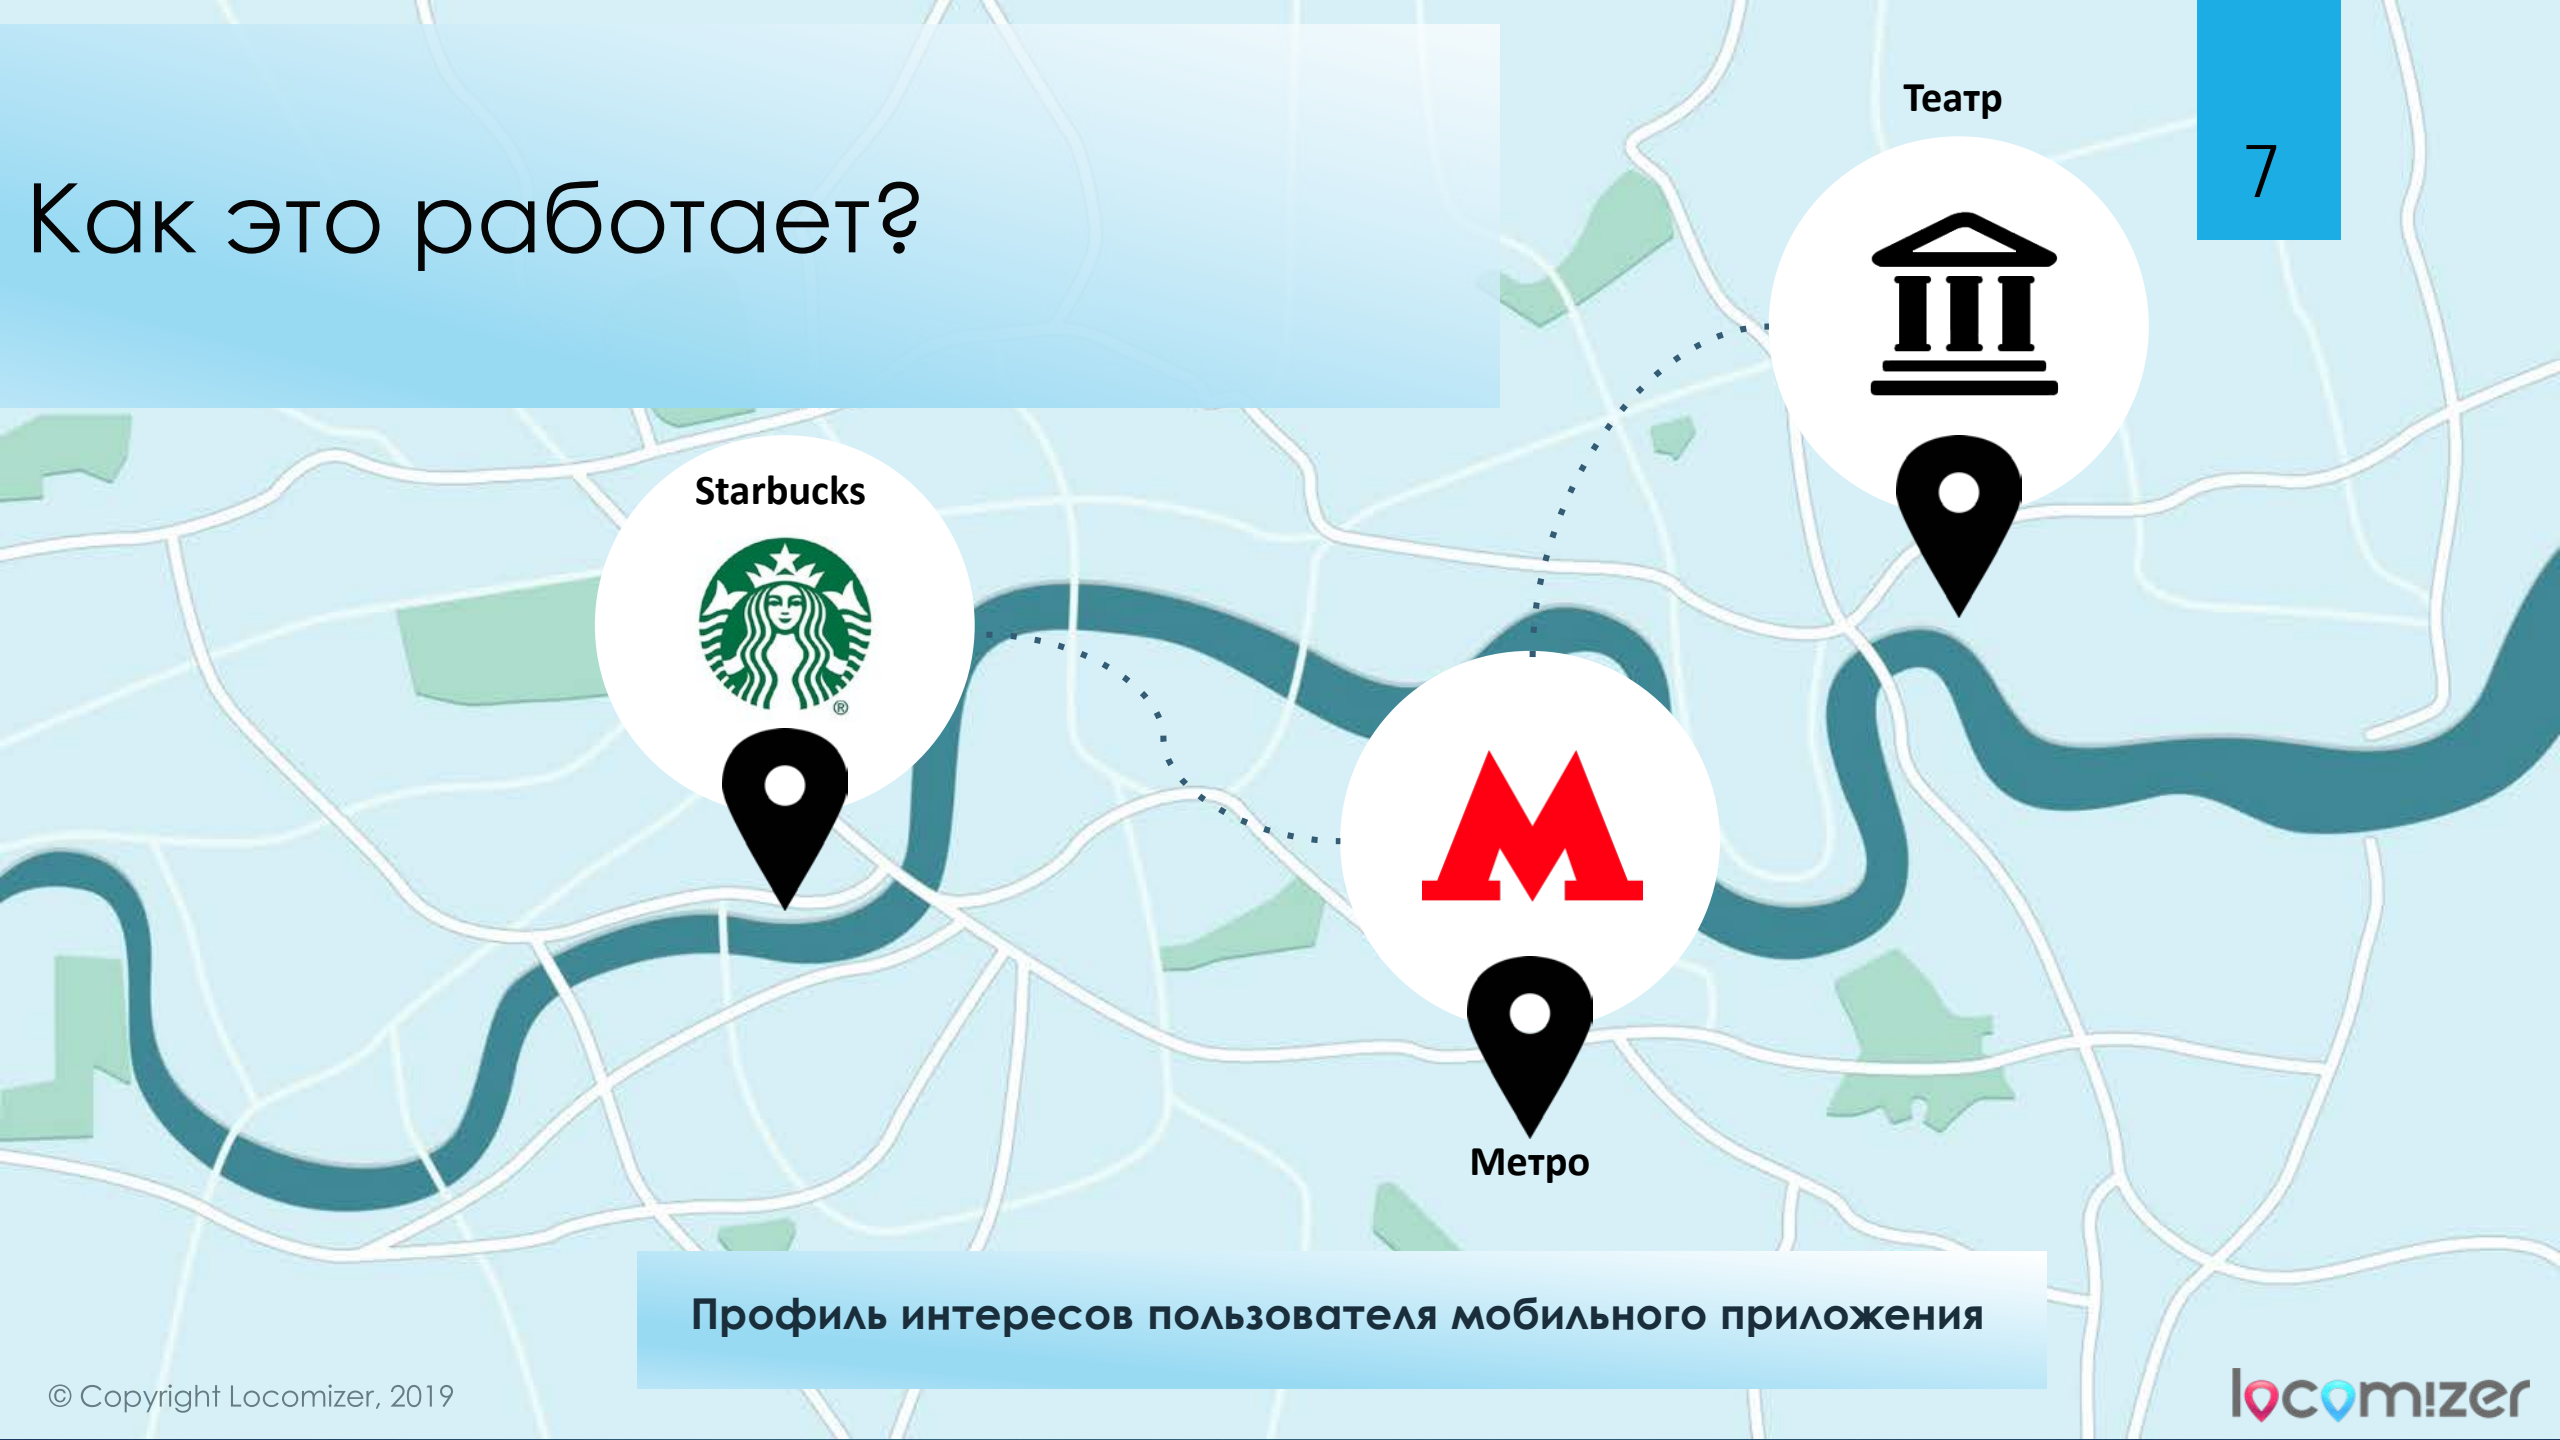 Как это работает?
7
Театр
Starbucks
®
М
Метро
Профиль интересов пользователя мобильного приложения
© Copyright Locomizer, 2019
locomizer